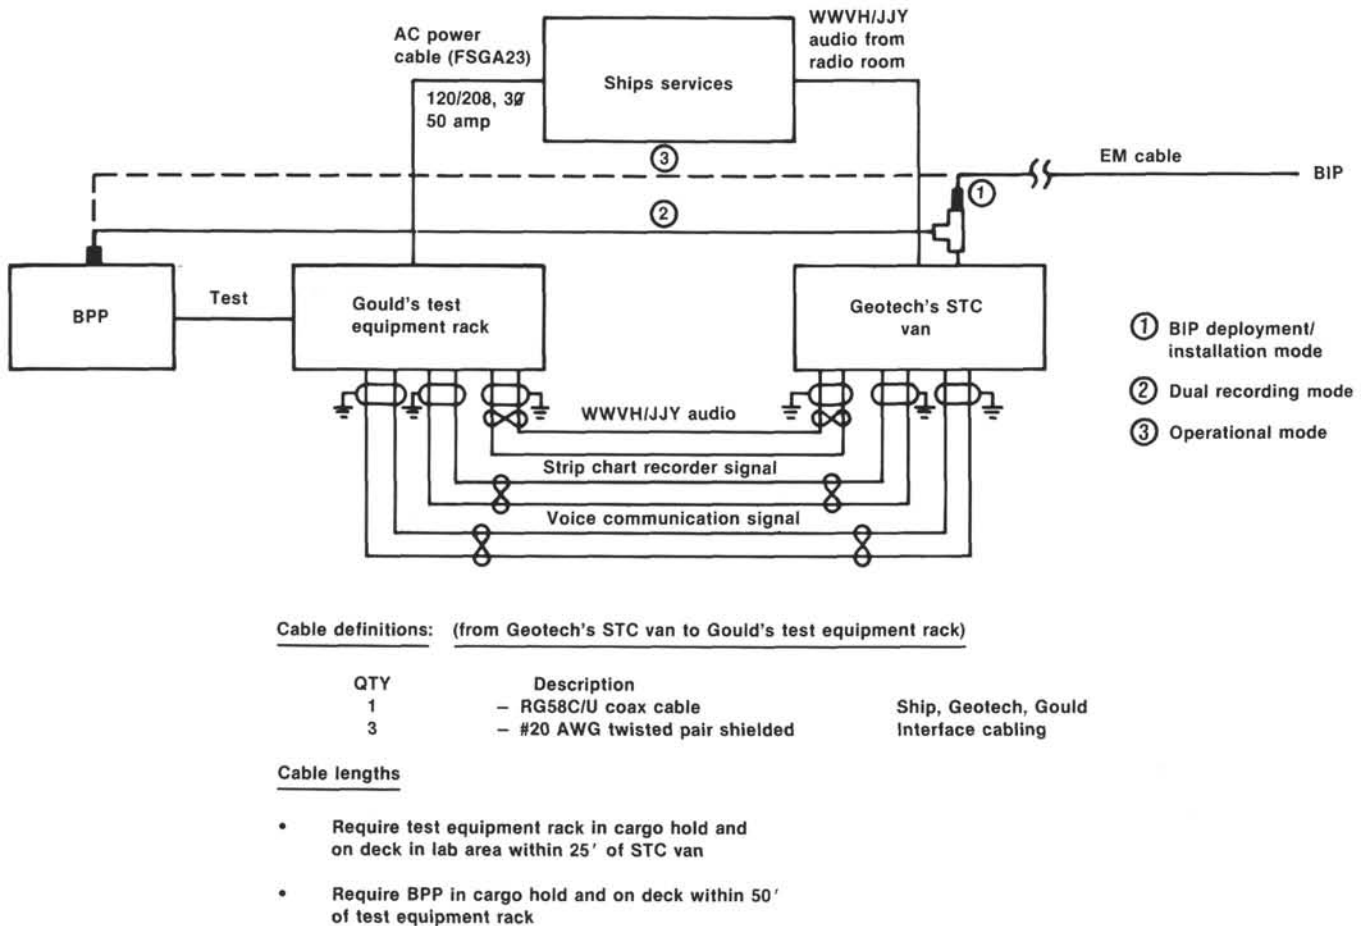 AC power
cable (FSGA23)
120/208, 3Ø
50 amp
Ships services
WWVH/JJY
audio from
radio room
3
EM cable
BIP
1
2
BPP
Test
Gould's test
equipment rack
Geotech's STC
van
1 BIP deployment/
installation mode
2 Dual recording mode
3 Operational mode
WWVH/JJY audio
Strip chart recorder signal
Voice communication signal
Cable definitions: (from Geotech's STC van to Gould's test equipment rack)
QTY Description
1 – RG58C/U coax cable Ship, Geotech, Gould
3 – #20 AWG twisted pair shielded Interface cabling
Cable lengths
• Require test equipment rack in cargo hold and
on deck in lab area within 25′ of STC van
• Require BPP in cargo hold and on deck within 50′
of test equipment rack